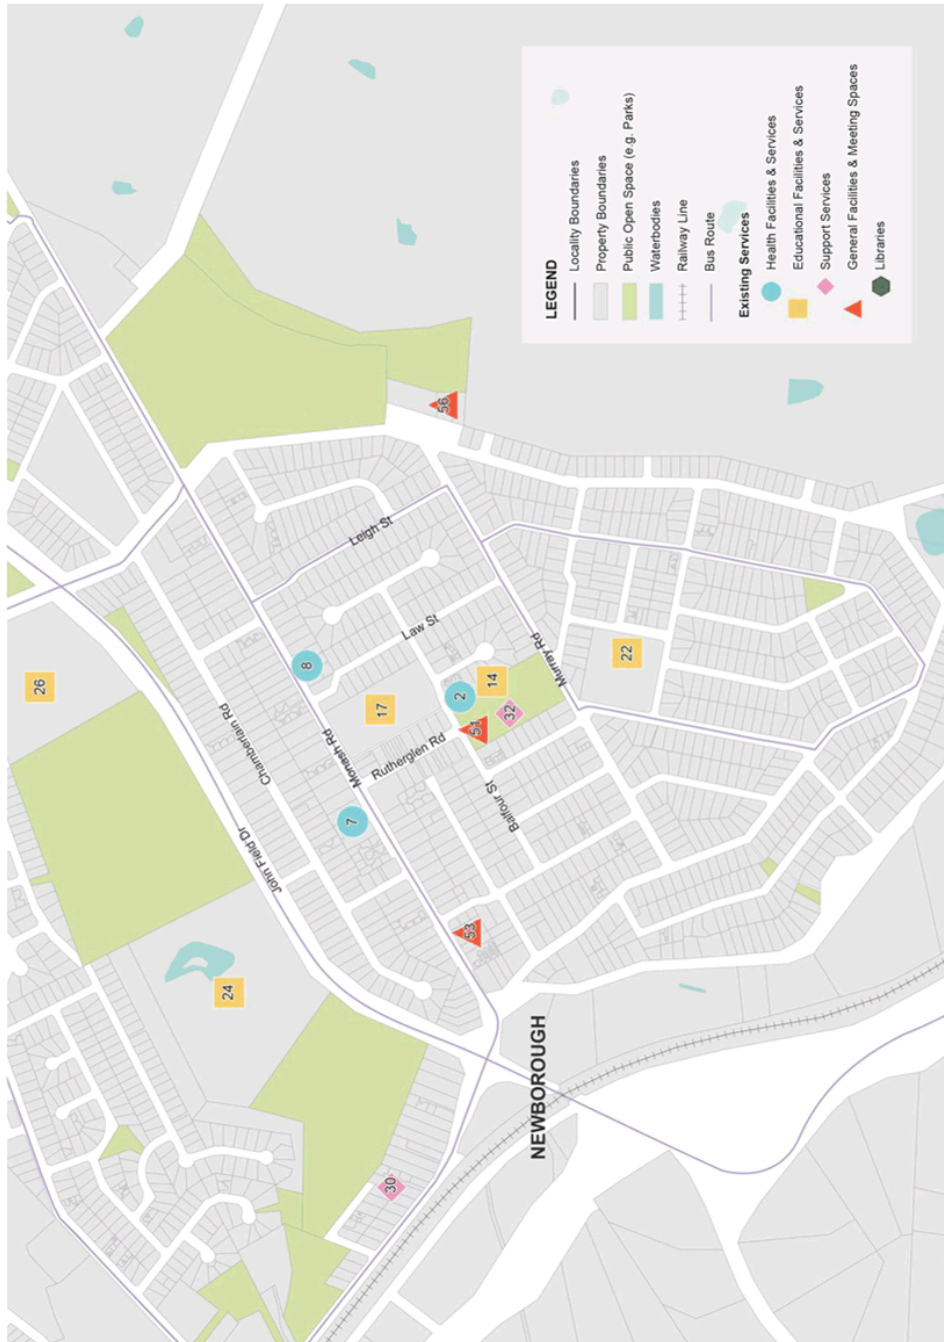 LEGEND
Locality Boundaries
Property Boundaries
Public Open Space (e.g. Parks)
Waterbodies
Railway Line
Bus Route
Existing Services
Health Facilities & Services
Educational Facilities & Services
Support Services
General Facilities & Meeting Spaces
Libraries
26
24
30
Chamberlain Rd
John Field Dr
Monash Rd
8
7
17
Rutherglen Rd
Leigh St
Law St
56
2
14
51
32
Murray Rd
22
Balfour St
53
NEWBOROUGH